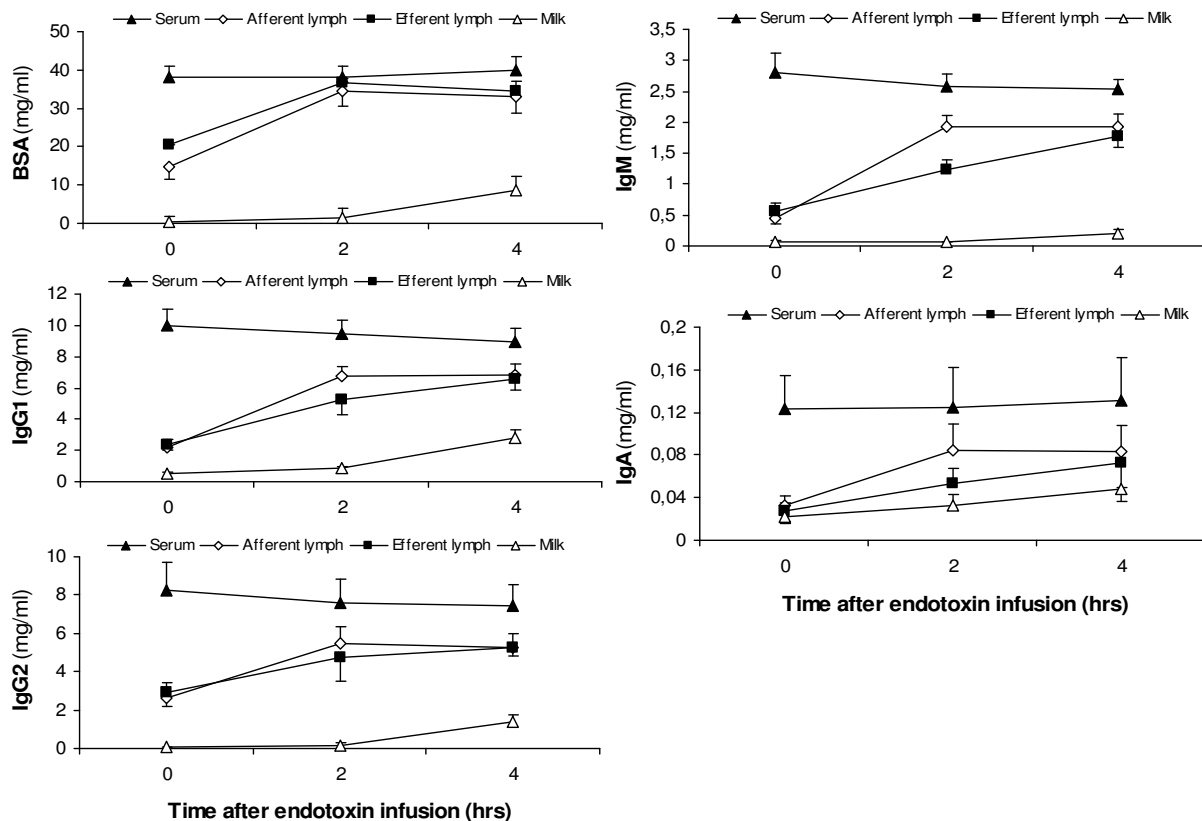 Serum Afferent lymph Efferent lymph Milk
50
40
30
20
10
0
BSA (mg/ml)
0 2 4
Serum Afferent lymph Efferent lymph Milk
12
10
8
6
4
2
0
IgG1 (mg/ml)
0 2 4
Serum Afferent lymph Efferent lymph Milk
10
8
6
4
2
0
IgG2 (mg/ml)
0 2 4
Time after endotoxin infusion (hrs)
Serum Afferent lymph Efferent lymph Milk
3,5
3
2,5
2
1,5
1
0,5
0
IgM (mg/ml)
0 2 4
Serum Afferent lymph Efferent lymph Milk
0,2
0,16
0,12
0,08
0,04
0
IgA (mg/ml)
0 2 4
Time after endotoxin infusion (hrs)